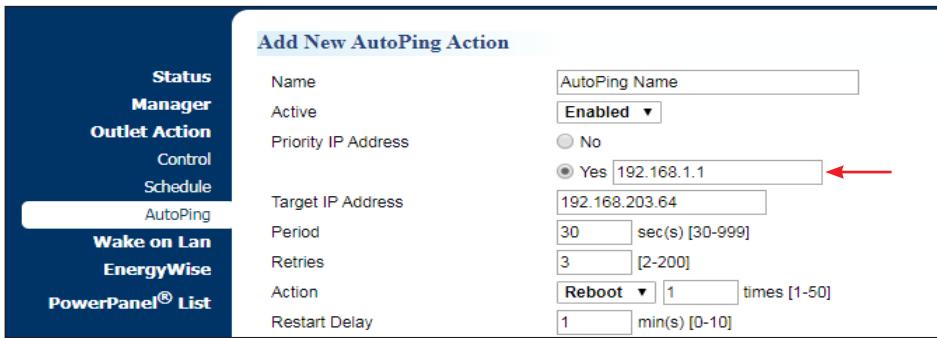 Add New AutoPing Action
Status
Manager
Outlet Action
Control
Schedule
AutoPing
Wake on Lan
EnergyWise
PowerPanel® List
Name AutoPing Name
Active Enabled ▼
Priority IP Address No
Yes 192.168.1.1
Target IP Address 192.168.203.64
Period 30 sec(s) [30-999]
Retries 3 [2-200]
Action Reboot ▼ 1 times [1-50]
Restart Delay 1 min(s) [0-10]